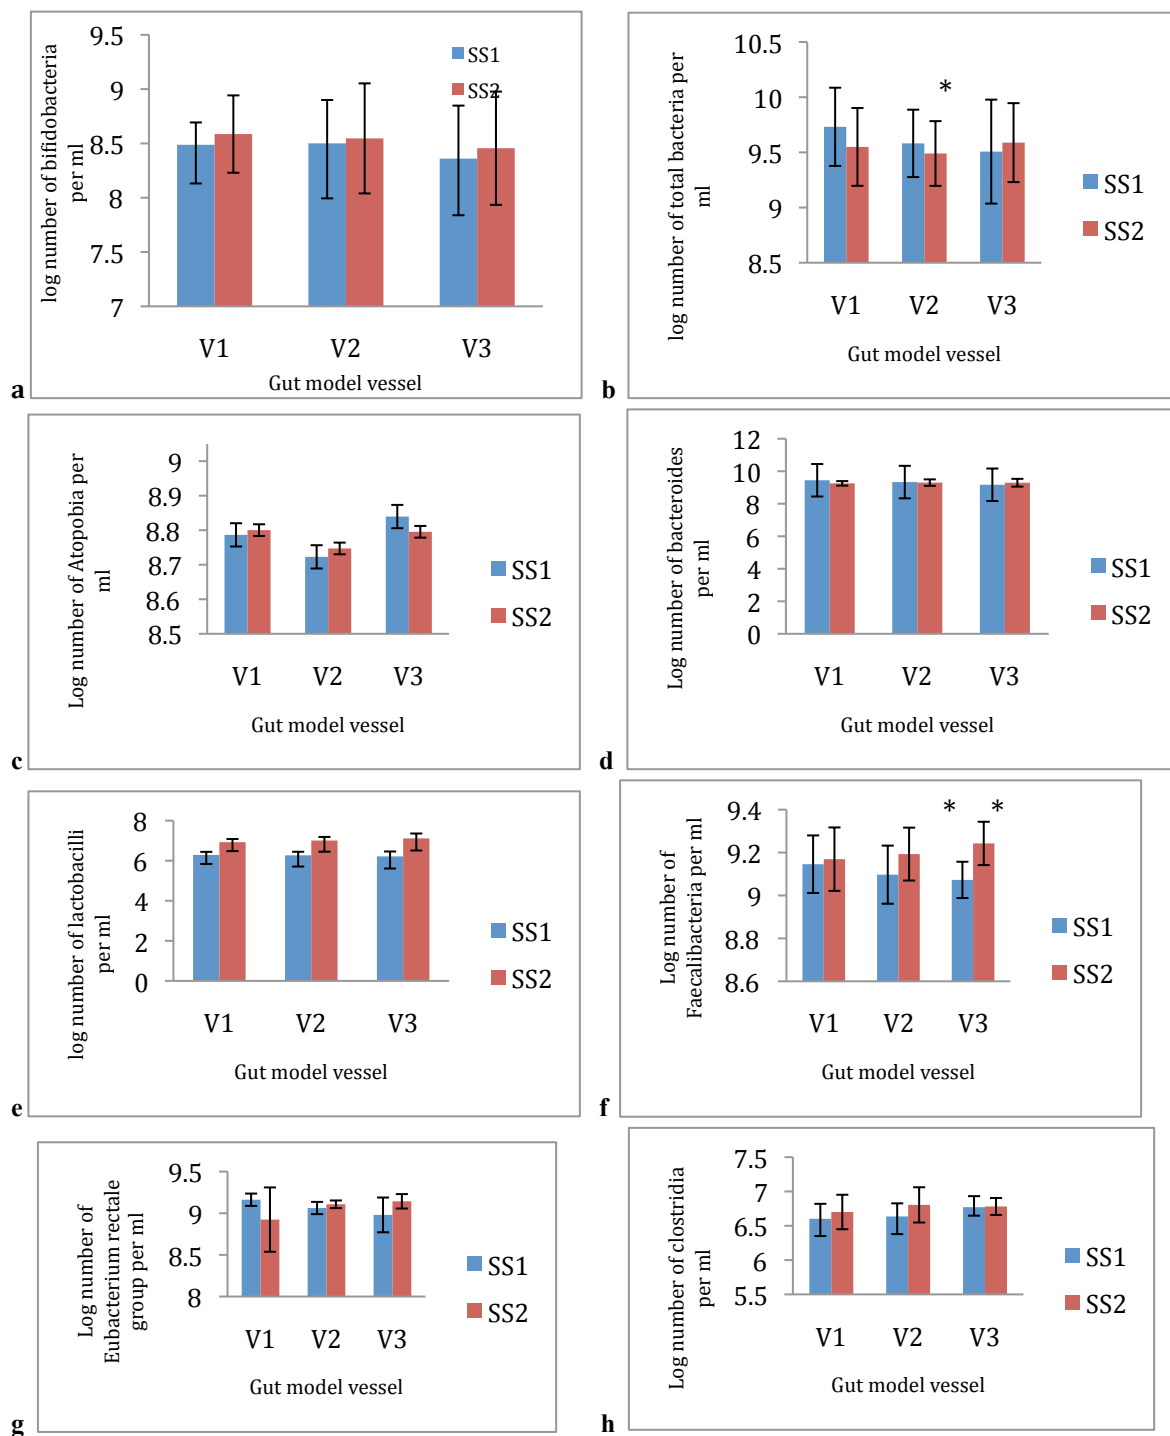 log number of bifidobacteria
per ml
9.5
9
8.5
8
7.5
7
SS1
SS2
V1 V2 V3
Gut model vessel
a
log number of total bacteria per
ml
10.5
10
9.5
9
8.5
*
SS1
SS2
V1 V2 V3
Gut model vessel
b
Log number of Atopobia per
ml
9
8.9
8.8
8.7
8.6
8.5
SS1
SS2
V1 V2 V3
Gut model vessel
c
Log number of bacteroides
per ml
12
10
8
6
4
2
0
SS1
SS2
V1 V2 V3
Gut model vessel
d
log number of lactobacilli
per ml
8
6
4
2
0
SS1
SS2
V1 V2 V3
Gut model vessel
e
Log number of
Faecalibacteria per ml
9.4
9.2
9
8.8
8.6
* *
SS1
SS2
V1 V2 V3
Gut model vessel
f
Log number of
Eubacterium rectale
group per ml
9.5
9
8.5
8
SS1
SS2
V1 V2 V3
Gut model vessel
g
Log number of clostridia
per ml
7.5
7
6.5
6
5.5
SS1
SS2
V1 V2 V3
Gut model vessel
h